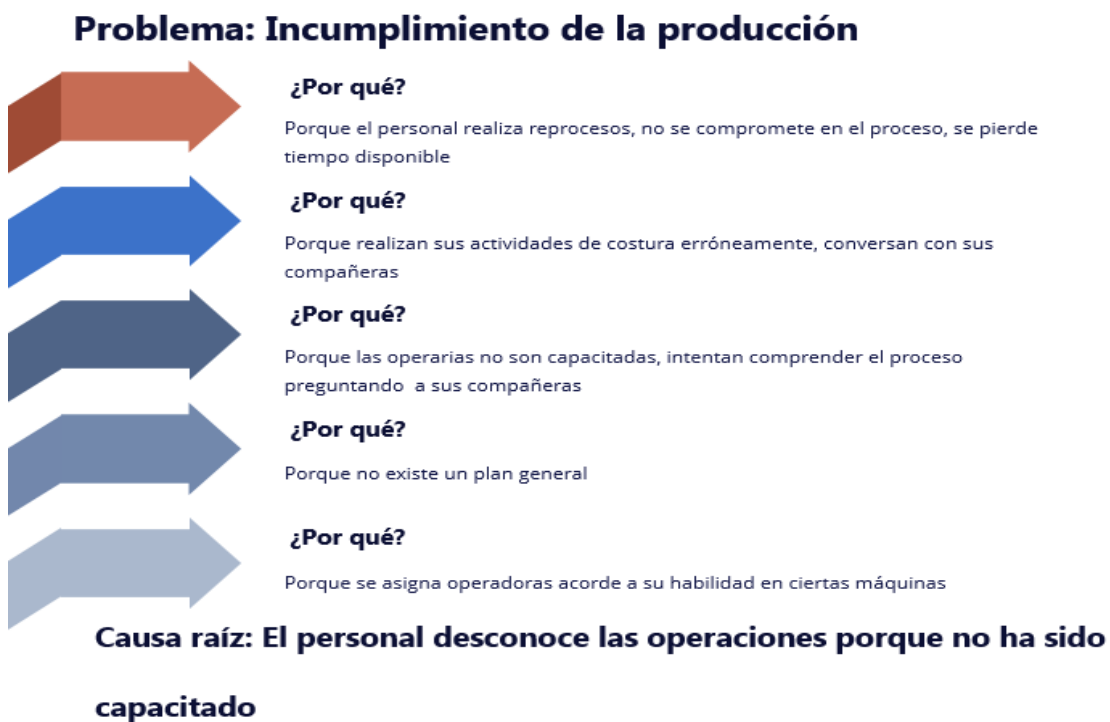 Problema: Incumplimiento de la producción
¿Por qué?
Porque el personal realiza reprocesos, no se compromete en el proceso, se pierde
tiempo disponible
¿Por qué?
Porque realizan sus actividades de costura erróneamente, conversan con sus
compañeras
¿Por qué?
Porque las operarias no son capacitadas, intentan comprender el proceso
preguntando a sus compañeras
¿Por qué?
Porque no existe un plan general
¿Por qué?
Porque se asigna operadoras acorde a su habilidad en ciertas máquinas
Causa raíz: El personal desconoce las operaciones porque no ha sido
capacitado